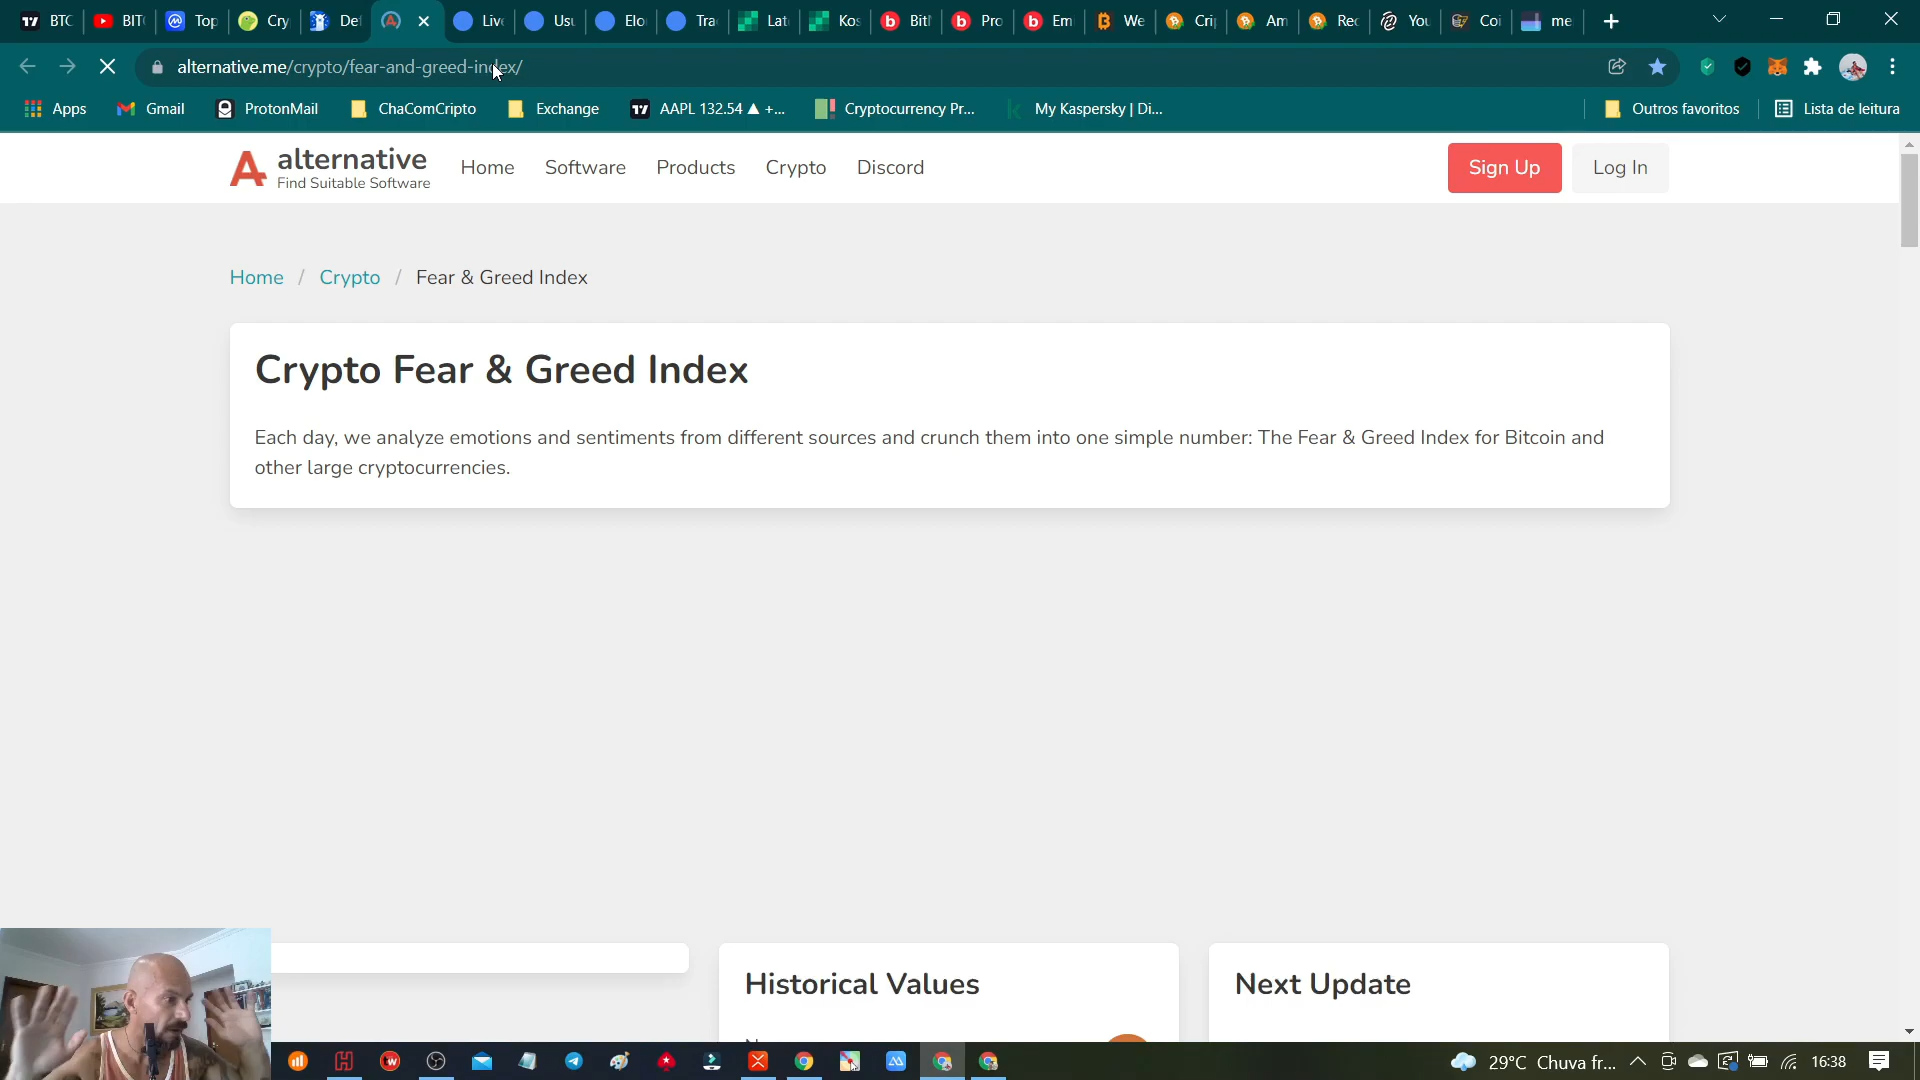 BTC
BIT
Top
Cry
De
Liv
Usu
Elo
Tra
Lat
Kos
Bit
Pro
Em
We
Cri
Am
Rec
You
Coi
me
alternative.me/crypto/fear-and-greed-index/
Apps
Gmail
ProtonMail
ChaComCripto
Exchange
AAPL 132.54 ▲ +...
Cryptocurrency Pr...
My Kaspersky | Di...
Outros favoritos
Lista de leitura
alternative
Find Suitable Software
Home
Software
Products
Crypto
Discord
Sign Up
Log In
Home / Crypto / Fear & Greed Index
Crypto Fear & Greed Index
Each day, we analyze emotions and sentiments from different sources and crunch them into one simple number: The Fear & Greed Index for Bitcoin and
other large cryptocurrencies.
Historical Values
Next Update
29°C Chuva fr...
16:38